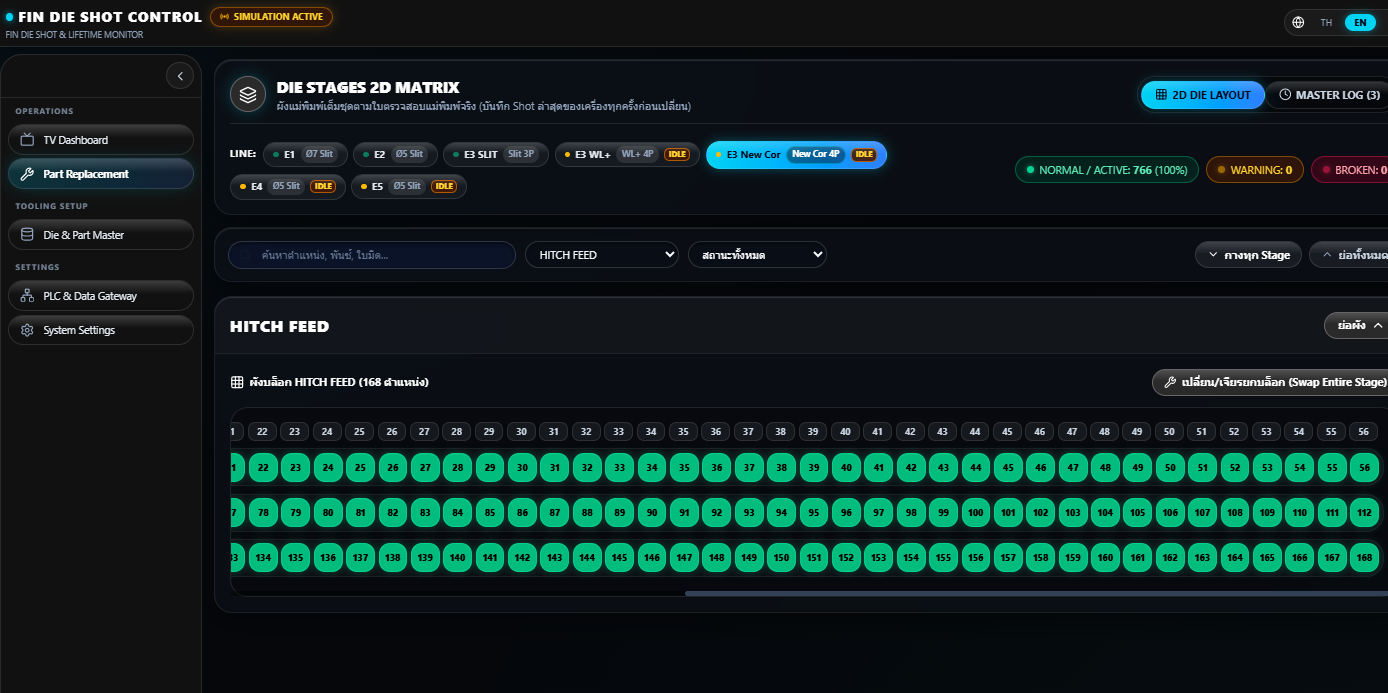 FIN DIE SHOT CONTROL
SIMULATION ACTIVE
TH
EN
FIN DIE SHOT & LIFETIME MONITOR
OPERATIONS
TV Dashboard
Part Replacement
TOOLING SETUP
Die & Part Master
SETTINGS
PLC & Data Gateway
System Settings
DIE STAGES 2D MATRIX
ผังแม่พิมพ์เต็มชุดตามใบตรวจสอบแม่พิมพ์จริง (บันทึก Shot ล่าสุดของเครื่องทุกครั้งก่อนเปลี่ยน)
2D DIE LAYOUT
MASTER LOG (3)
LINE:
E1 Ø7 Slit
E2 Ø5 Slit
E3 SLIT Slit 3P
E3 WL+ WL+ 4P IDLE
E3 New Cor New Cor 4P IDLE
E4 Ø5 Slit IDLE
E5 Ø5 Slit IDLE
NORMAL / ACTIVE: 766 (100%)
WARNING: 0
BROKEN: 0
ค้นหาตำแหน่ง, พันช์, ใบมีด...
HITCH FEED
สถานะทั้งหมด
กางทุก Stage
ย่อทั้งหมด
HITCH FEED
ย่อผัง
ผังบล็อก HITCH FEED (168 ตำแหน่ง)
เปลี่ยน/เจียรยกบล็อก (Swap Entire Stage)
1 22 23 24 25 26 27 28 29 30 31 32 33 34 35 36 37 38 39 40 41 42 43 44 45 46 47 48 49 50 51 52 53 54 55 56
1 22 23 24 25 26 27 28 29 30 31 32 33 34 35 36 37 38 39 40 41 42 43 44 45 46 47 48 49 50 51 52 53 54 55 56
7 78 79 80 81 82 83 84 85 86 87 88 89 90 91 92 93 94 95 96 97 98 99 100 101 102 103 104 105 106 107 108 109 110 111 112
33 134 135 136 137 138 139 140 141 142 143 144 145 146 147 148 149 150 151 152 153 154 155 156 157 158 159 160 161 162 163 164 165 166 167 168